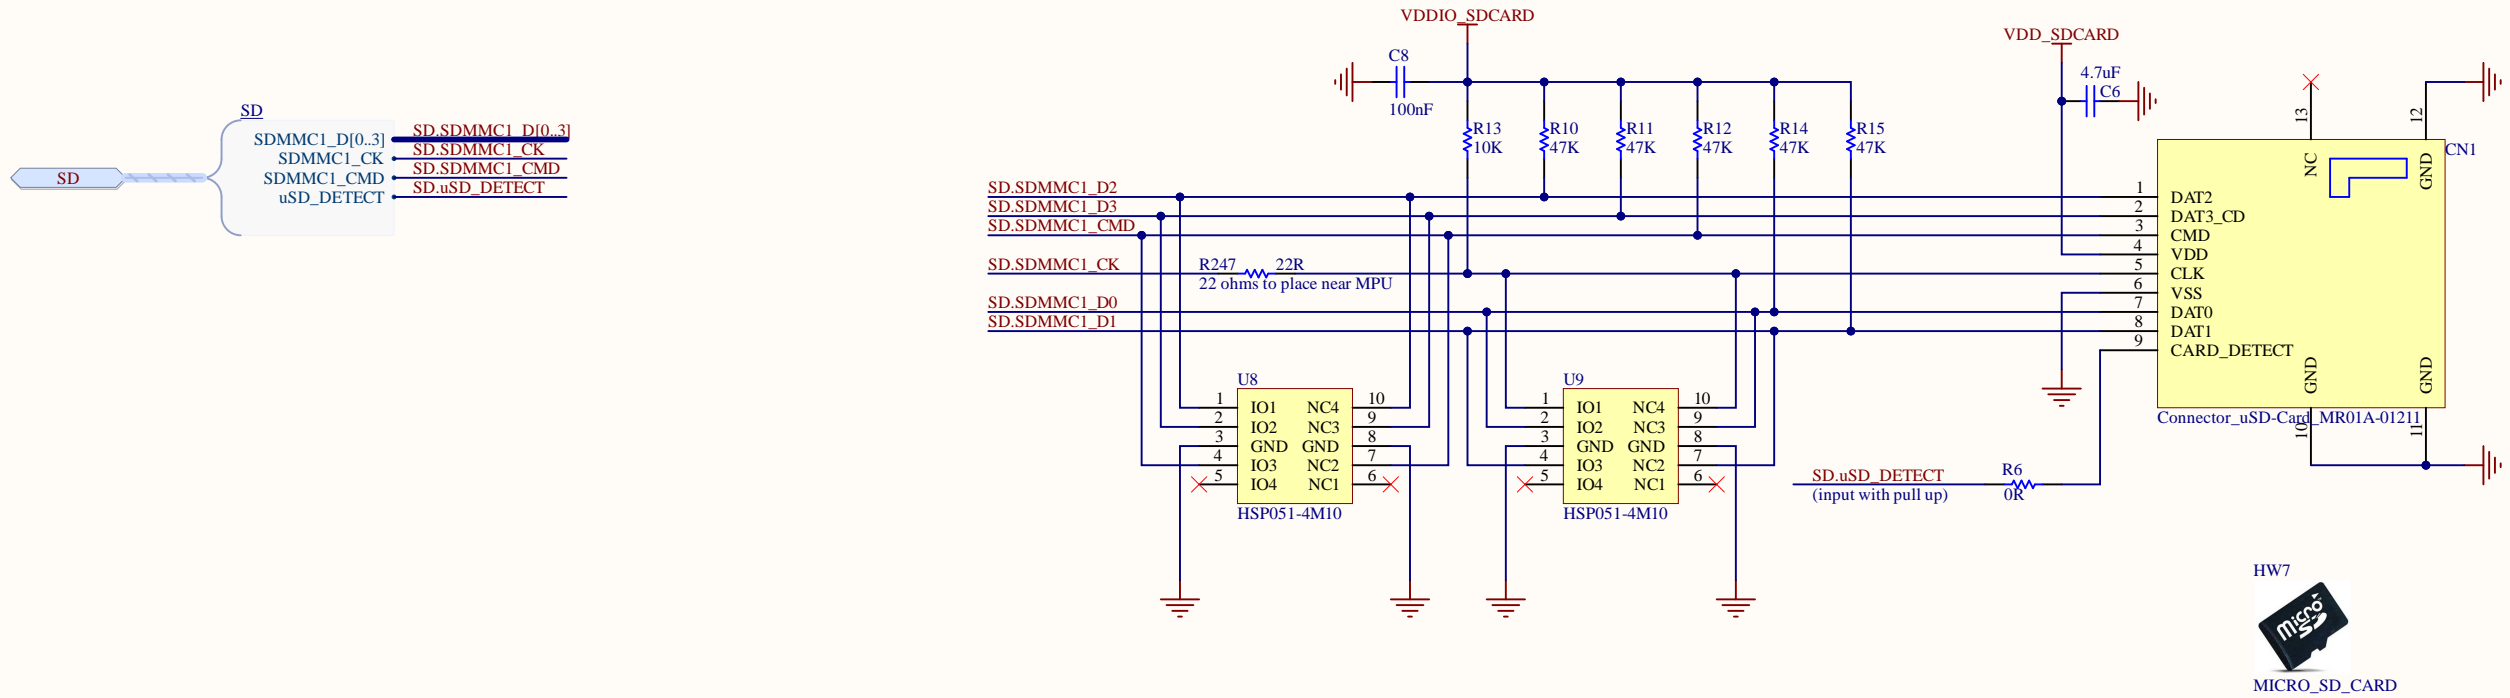 SD
SD
SDMMC1_D[0..3]
SDMMC1_CK
SDMMC1_CMD
uSD_DETECT
SD.SDMMC1_D[0..3]
SD.SDMMC1_CK
SD.SDMMC1_CMD
SD.uSD_DETECT
VDDIO_SDCARD
C8
100nF
R13
10K
R10
47K
R11
47K
R12
47K
R14
47K
R15
47K
VDD_SDCARD
4.7uF
C6
SD.SDMMC1_D2
SD.SDMMC1_D3
SD.SDMMC1_CMD
SD.SDMMC1_CK
R247
22R
22 ohms to place near MPU
SD.SDMMC1_D0
SD.SDMMC1_D1
U8
1 IO1 NC4 10
2 IO2 NC3 9
3 GND GND 8
4 IO3 NC2 7
5 IO4 NC1 6
HSP051-4M10
U9
1 IO1 NC4 10
2 IO2 NC3 9
3 GND GND 8
4 IO3 NC2 7
5 IO4 NC1 6
HSP051-4M10
SD.uSD_DETECT
(input with pull up)
R6
0R
CN1
13 NC
12 GND
1 DAT2
2 DAT3_CD
3 CMD
4 VDD
5 CLK
6 VSS
7 DAT0
8 DAT1
9 CARD_DETECT
GND 10
GND 11
Connector_uSD-Card_MR01A-01211
HW7
micro
SD
MICRO_SD_CARD